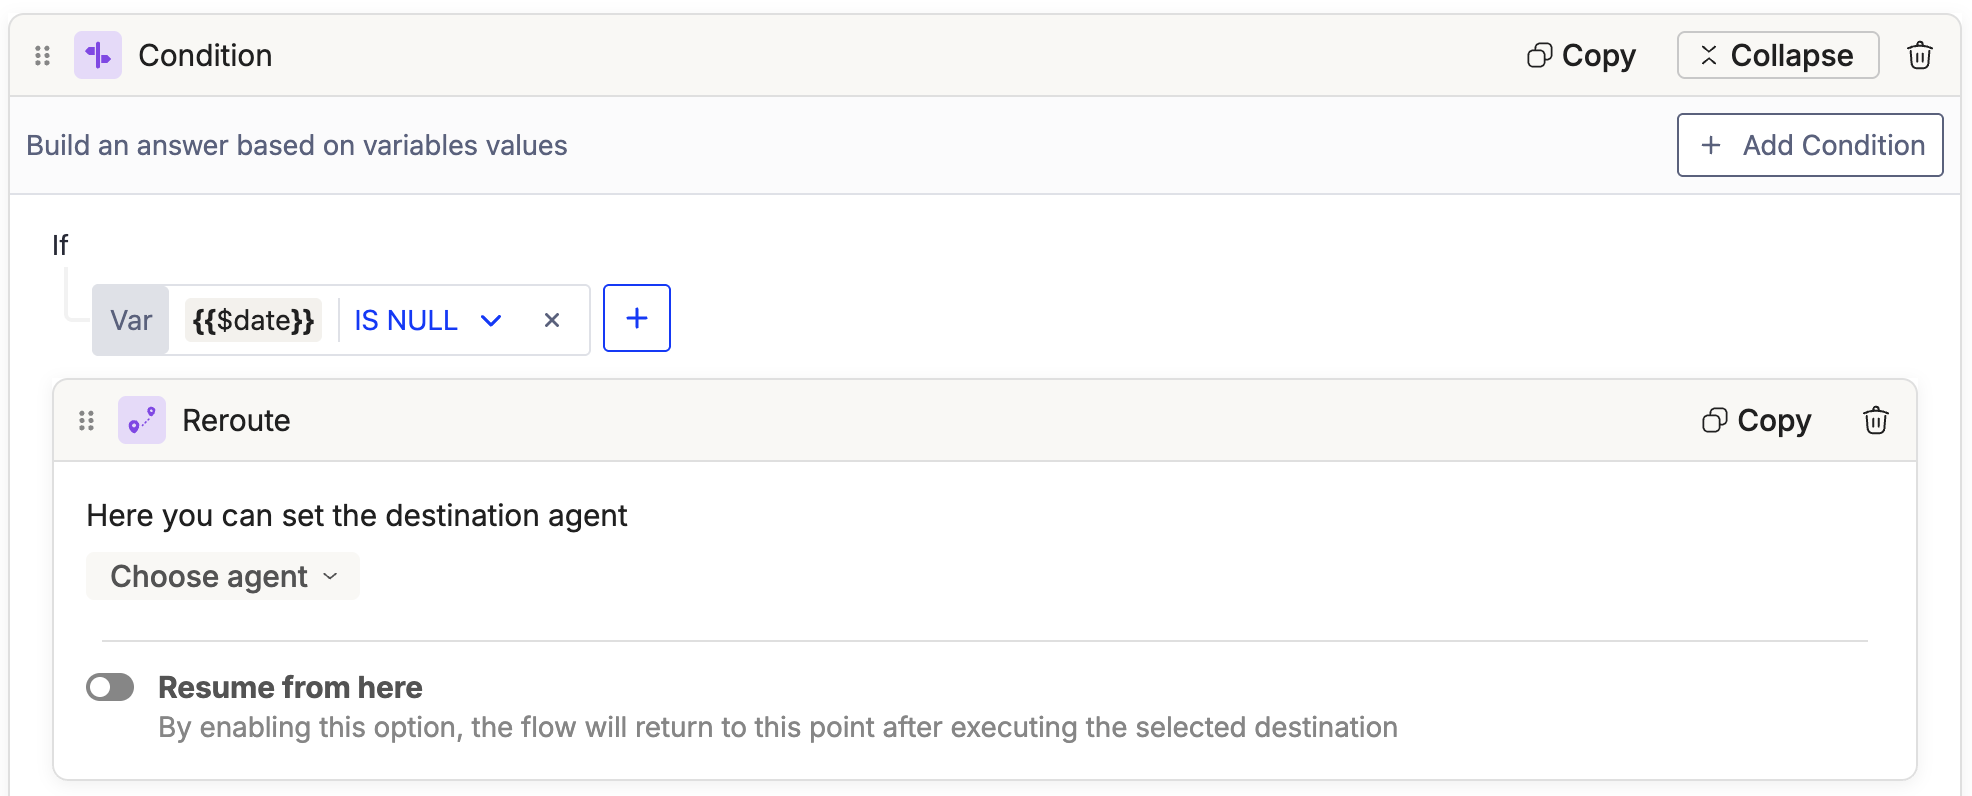 Condition
Copy
Collapse
Build an answer based on variables values
+ Add Condition
If
Var {{$date}} IS NULL × +
Reroute
Copy
Here you can set the destination agent
Choose agent
Resume from here
By enabling this option, the flow will return to this point after executing the selected destination